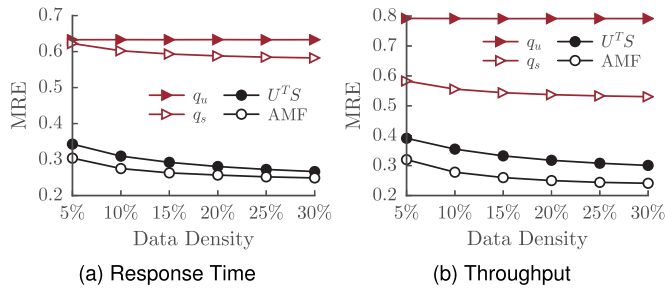 0.7
0.6
0.5
0.4
0.3
0.2
MRE
q_u
U^T S
q_s
AMF
5% 10% 15% 20% 25% 30%
Data Density
(a) Response Time
0.8
0.7
0.6
0.5
0.4
0.3
0.2
MRE
q_u
U^T S
q_s
AMF
5% 10% 15% 20% 25% 30%
Data Density
(b) Throughput